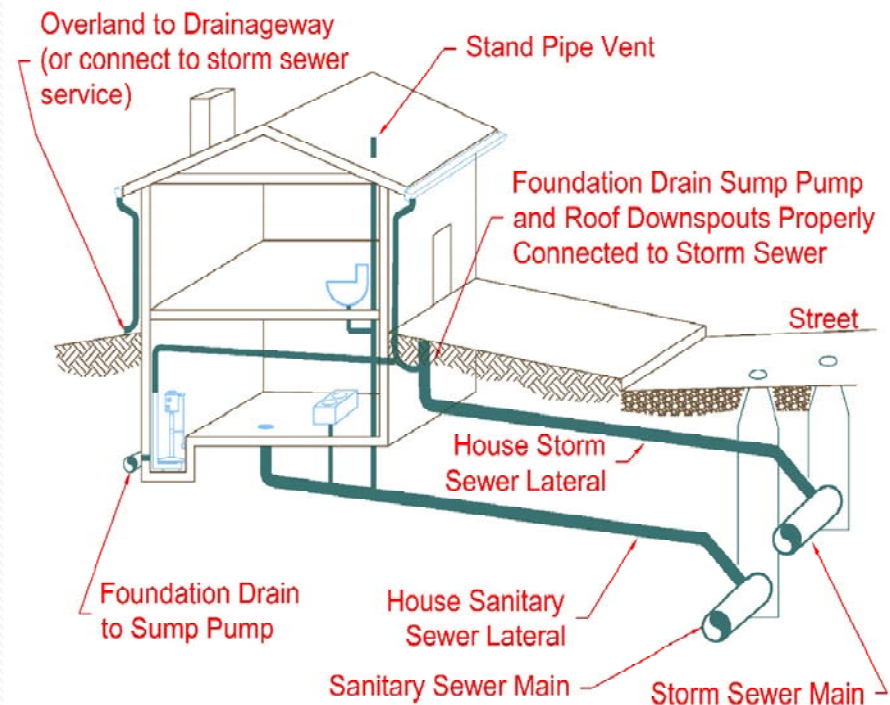 Overland to Drainageway
(or connect to storm sewer
service)
Stand Pipe Vent
Foundation Drain Sump Pump
and Roof Downspouts Properly
Connected to Storm Sewer
Street
House Storm
Sewer Lateral
Foundation Drain
to Sump Pump
House Sanitary
Sewer Lateral
Sanitary Sewer Main
Storm Sewer Main